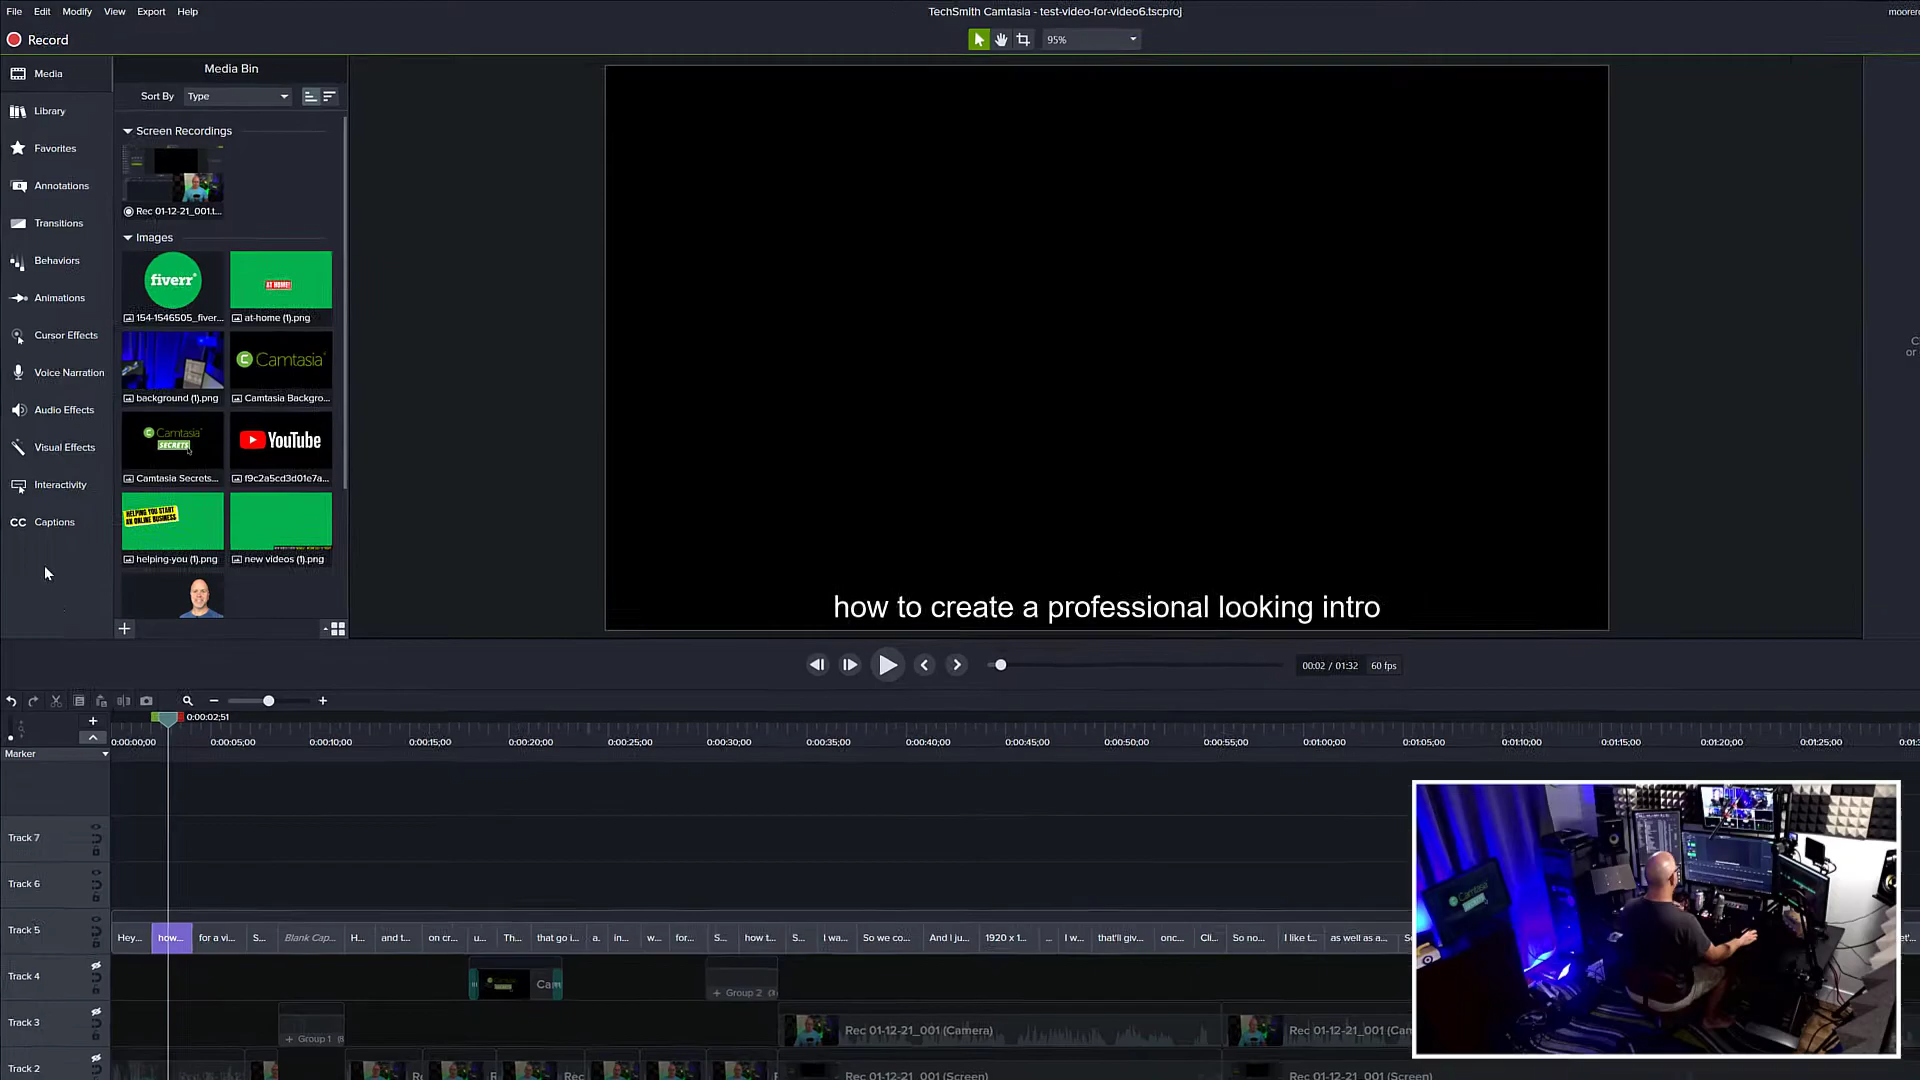 File Edit Modify View Export Help
TechSmith Camtasia - test-video-for-video6.tscproj
Record
95%
Media
Library
Favorites
Annotations
Transitions
Behaviors
Animations
Cursor Effects
Voice Narration
Audio Effects
Visual Effects
Interactivity
CC Captions
Media Bin
Sort By Type
Screen Recordings
Rec 01-12-21_001.t...
Images
fiverr
AT HOME!
154-1546505_fiver...
at-home (1).png
Camtasia
background (1).png
Camtasia Backgro...
Camtasia
SECRETS
YouTube
Camtasia Secrets...
f9c2a5cd3d01e7a...
HELPING YOU START
AN ONLINE BUSINESS
helping-you (1).png
new videos (1).png
how to create a professional looking intro
00:02 / 01:32 60 fps
0:00:02;51
0:00:00;00 0:00:05;00 0:00:10;00 0:00:15;00 0:00:20;00 0:00:25;00 0:00:30;00 0:00:35;00 0:00:40;00 0:00:45;00 0:00:50;00 0:00:55;00 0:01:00;00 0:01:05;00 0:01:10;00 0:01:15;00 0:01:20;00 0:01:25;00
Marker
Track 7
Track 6
Track 5
Hey... how... for a vi... S... Blank Cap... H... and t... on cr... u... Th... that go i... a. in... w... for... S... how t... S... I wa... So we co... And I ju... 1920 x 1... ... I w... that'll giv... onc... Cli... So no... I like t... as well as a...
Track 4
Group 2
Track 3
Group 1
Rec 01-12-21_001 (Camera)
Track 2
Rec 01-12-21_001 (Screen)
Rec 01-12-21_001 (Screen)